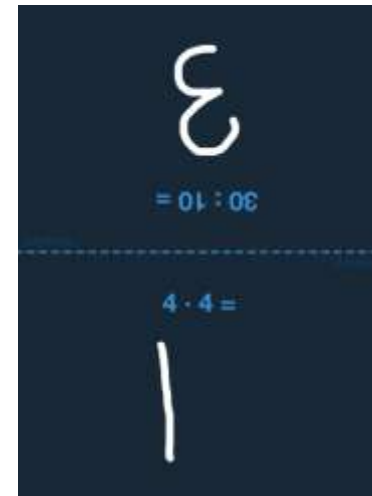 30 : 10 =
3
4 · 4 =
1